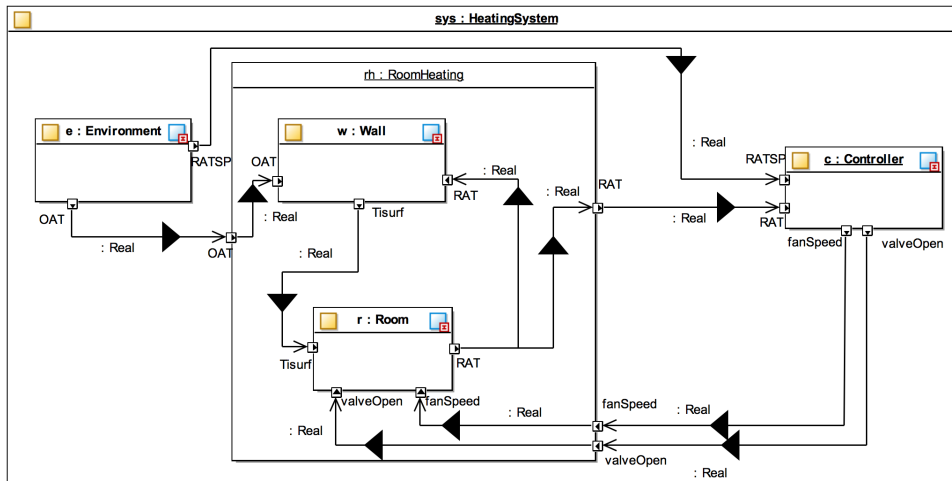 sys : HeatingSystem
rh : RoomHeating
e : Environment
w : Wall
c : Controller
: Real
RATSP
RATSP
OAT
: Real
: Real
RAT
RAT
OAT
: Real
: Real
RAT
Tisurf
OAT
: Real
OAT
fanSpeed
valveOpen
: Real
r : Room
Tisurf
RAT
valveOpen
fanSpeed
fanSpeed
: Real
: Real
: Real
valveOpen
: Real